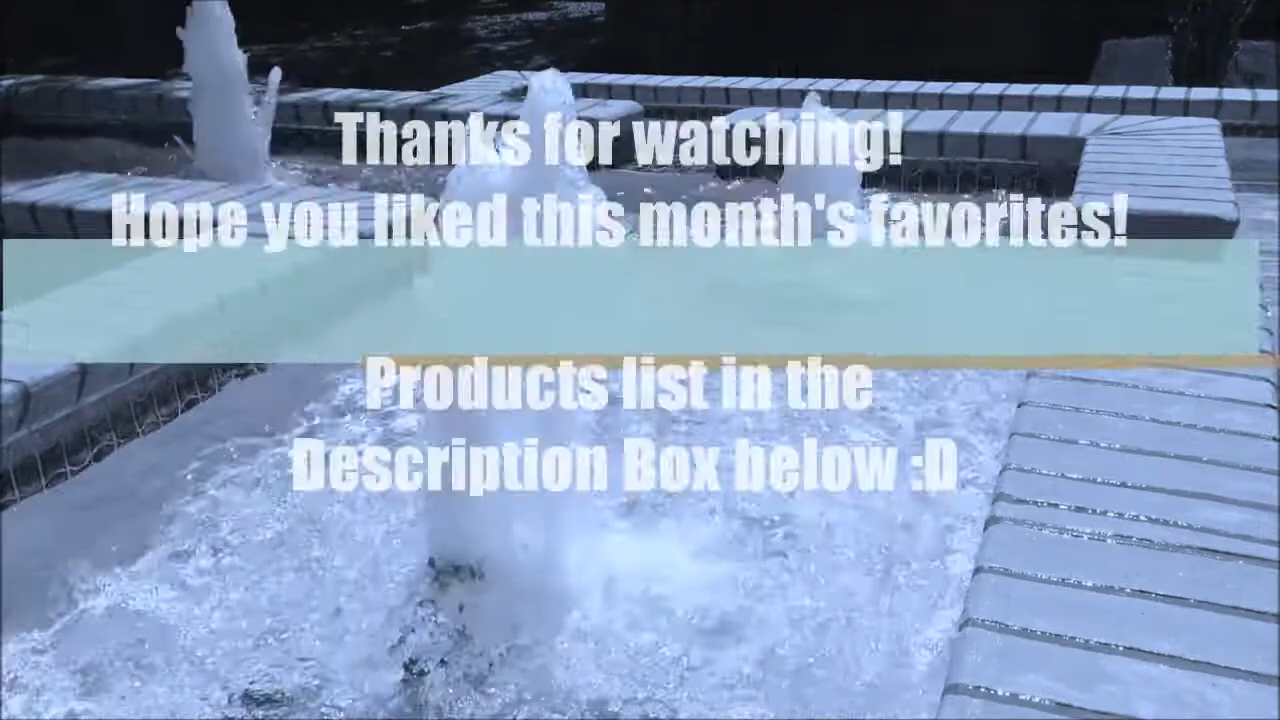 Thanks for watching!
Hope you liked this month's favorites!
Products list in the
Description Box below :D